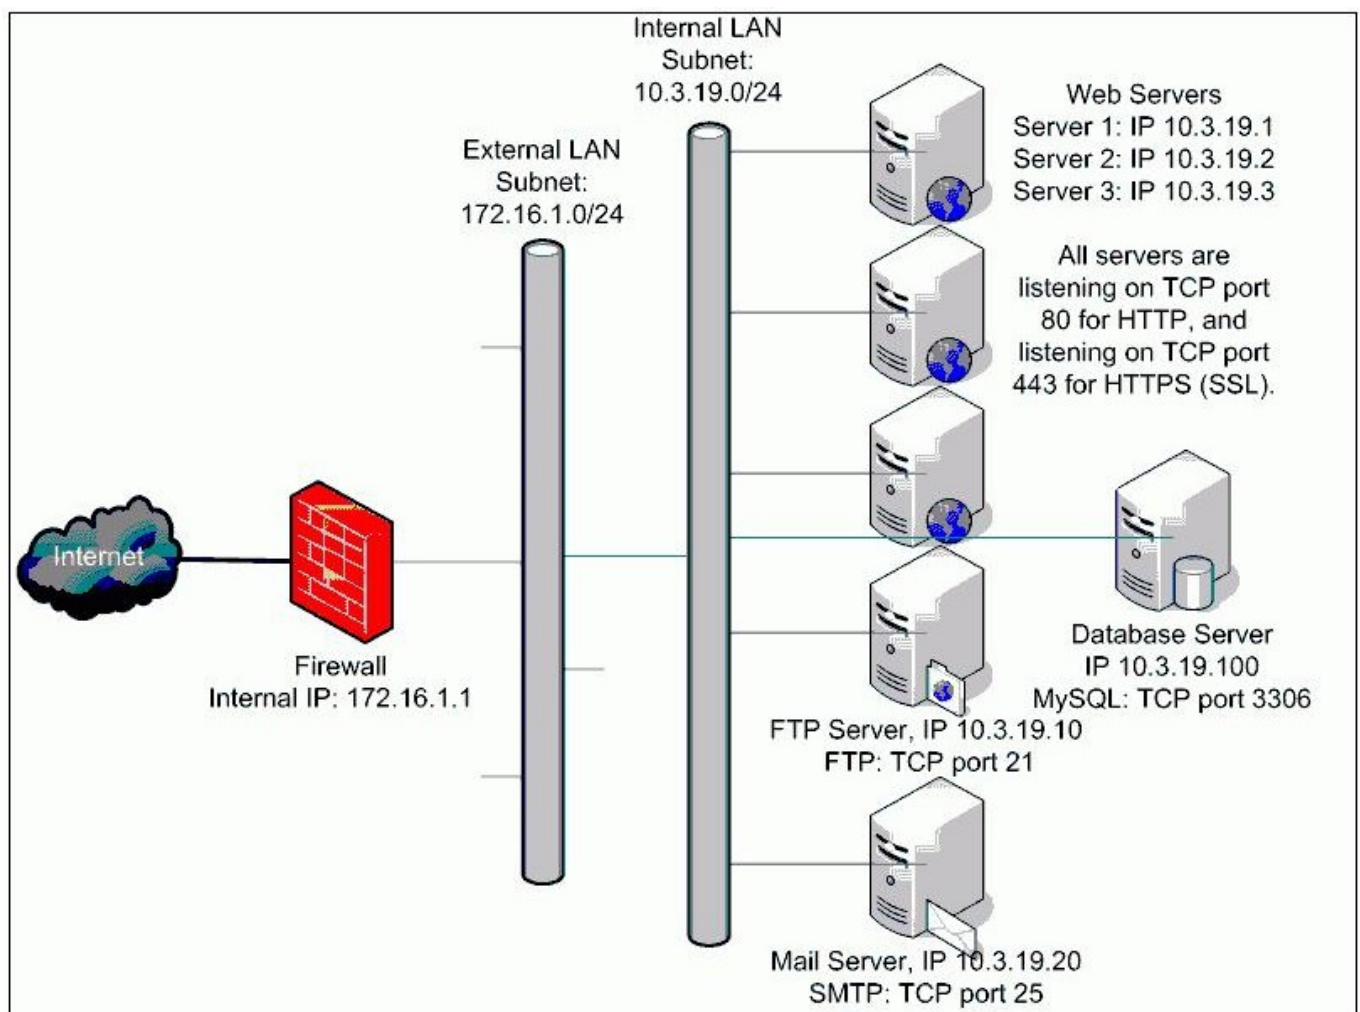 Internal LAN
Subnet:
10.3.19.0/24
External LAN
Subnet:
172.16.1.0/24
Web Servers
Server 1: IP 10.3.19.1
Server 2: IP 10.3.19.2
Server 3: IP 10.3.19.3
All servers are
listening on TCP port
80 for HTTP, and
listening on TCP port
443 for HTTPS (SSL).
Internet
Firewall
Internal IP: 172.16.1.1
Database Server
IP 10.3.19.100
MySQL: TCP port 3306
FTP Server, IP 10.3.19.10
FTP: TCP port 21
Mail Server, IP 10.3.19.20
SMTP: TCP port 25